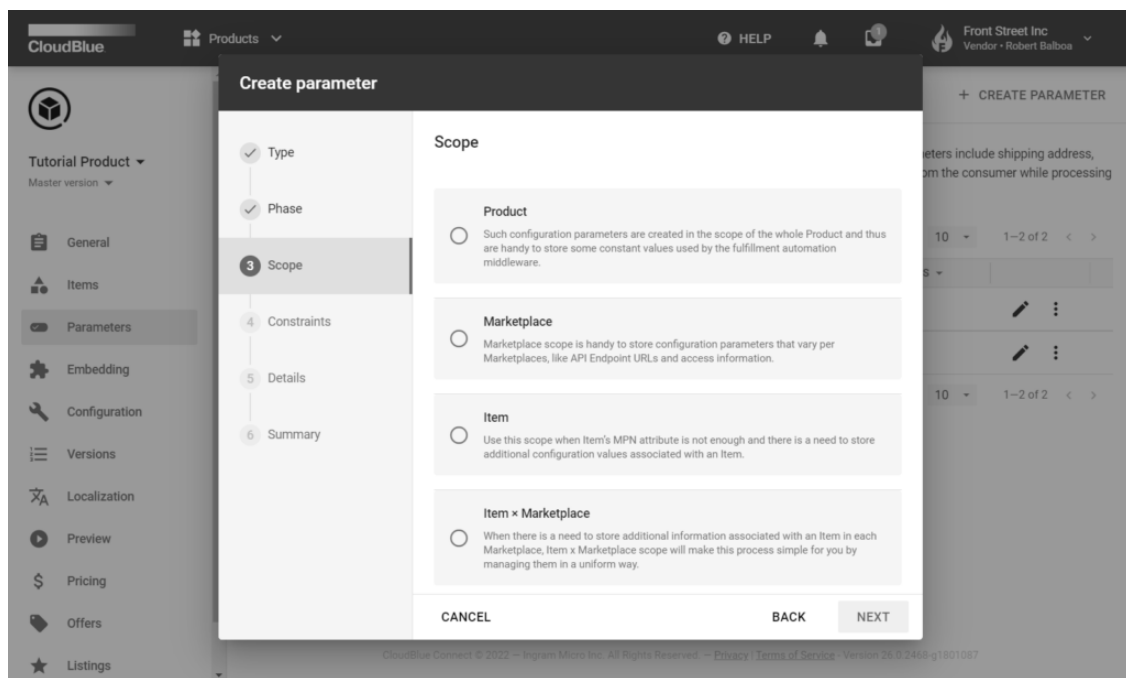 CloudBlue
Products
HELP
1
Front Street Inc
Vendor • Robert Balboa
Tutorial Product
Master version
General
Items
Parameters
Embedding
Configuration
Versions
Localization
Preview
Pricing
Offers
Listings
+ CREATE PARAMETER
eters include shipping address,
om the consumer while processing
10
1–2 of 2 < >
S
10
1–2 of 2 < >
Create parameter
Type
Phase
3 Scope
4 Constraints
5 Details
6 Summary
Scope
Product
Such configuration parameters are created in the scope of the whole Product and thus
are handy to store some constant values used by the fulfillment automation
middleware.
Marketplace
Marketplace scope is handy to store configuration parameters that vary per
Marketplaces, like API Endpoint URLs and access information.
Item
Use this scope when Item's MPN attribute is not enough and there is a need to store
additional configuration values associated with an Item.
Item × Marketplace
When there is a need to store additional information associated with an Item in each
Marketplace, Item x Marketplace scope will make this process simple for you by
managing them in a uniform way.
CANCEL
BACK
NEXT
CloudBlue Connect © 2022 — Ingram Micro Inc. All Rights Reserved. — Privacy | Terms of Service - Version 26.0.2468-g1801087